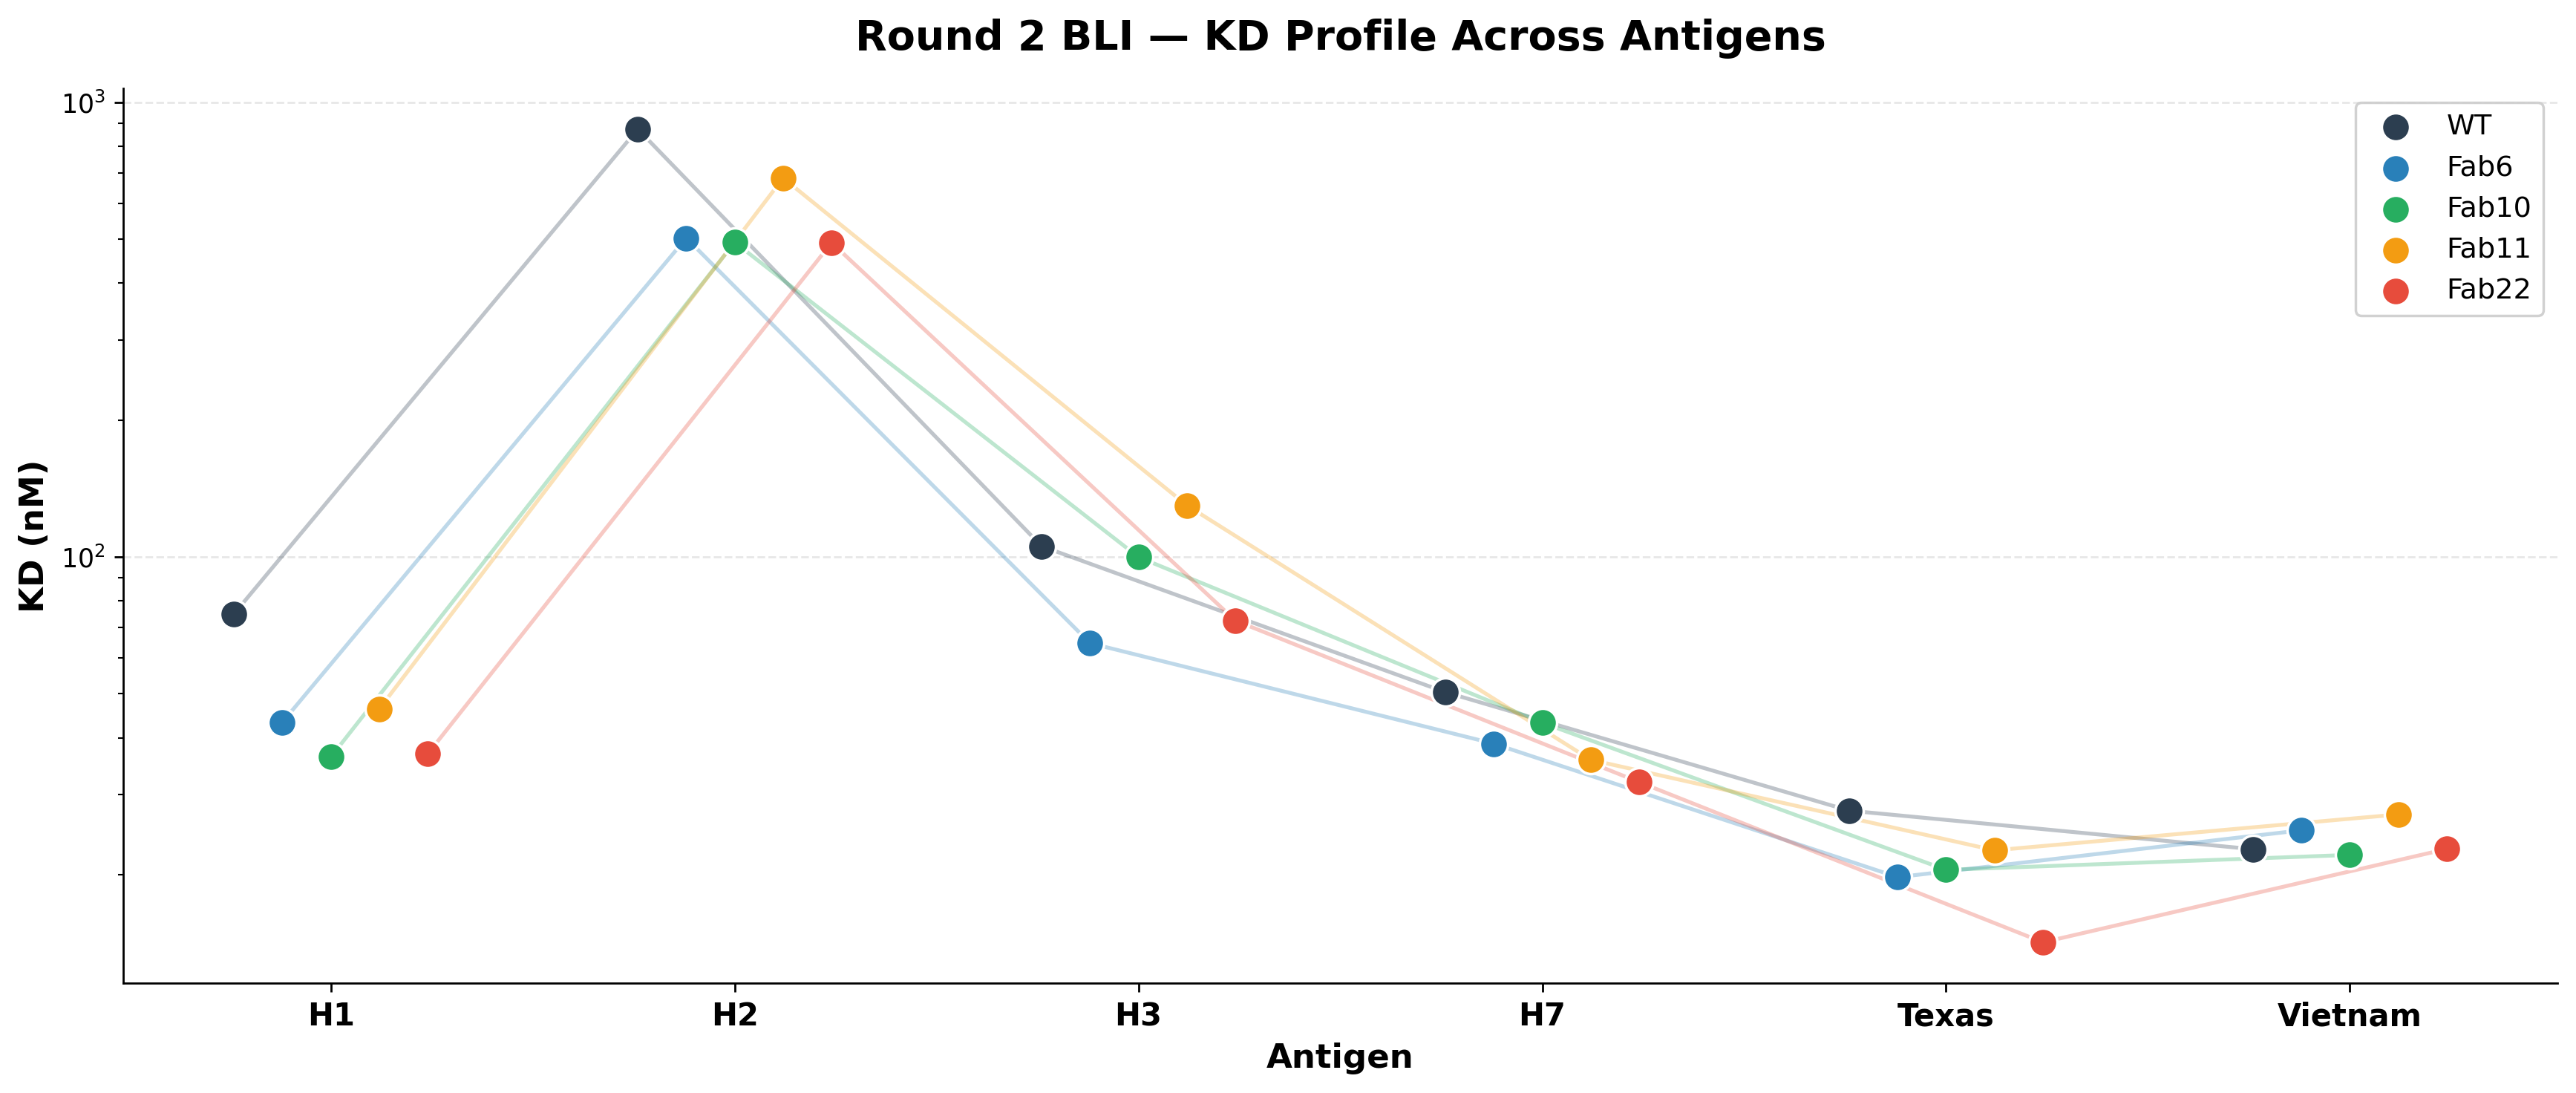 Round 2 BLI — KD Profile Across Antigens
10³
10²
KD (nM)
WT
Fab6
Fab10
Fab11
Fab22
H1 H2 H3 H7 Texas Vietnam
Antigen